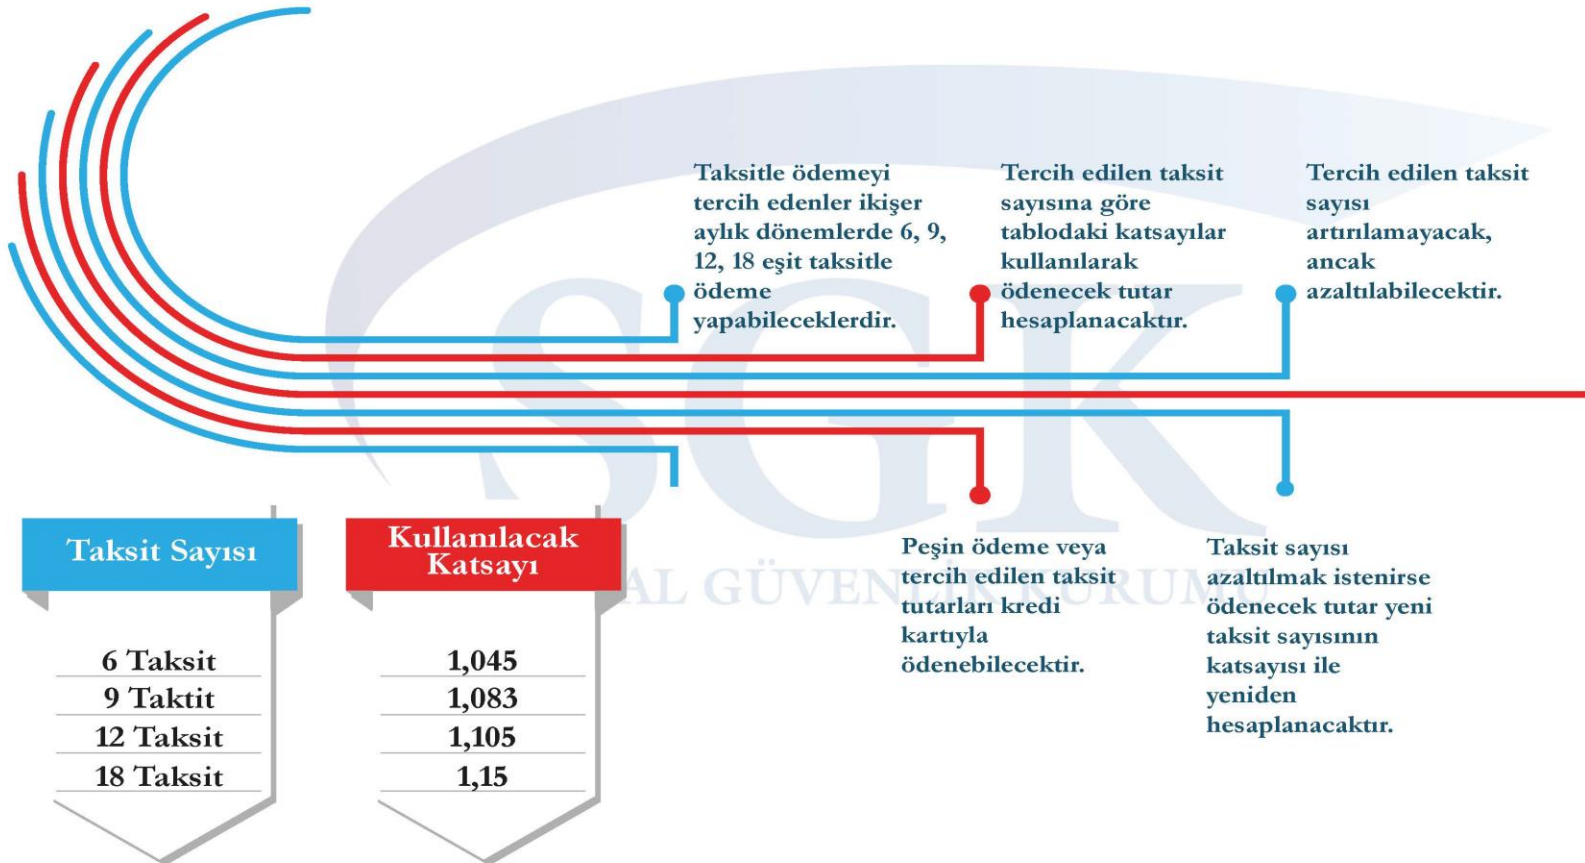 Taksitle ödemeyi
tercih edenler ikişer
aylık dönemlerde 6, 9,
12, 18 eşit taksitle
ödeme
yapabileceklerdir.
Tercih edilen taksit
sayısına göre
tablodaki katsayılar
kullanılarak
ödenecek tutar
hesaplanacaktır.
Tercih edilen taksit
sayısı
artırılamayacak,
ancak
azaltılabilecektir.
SGK
AL GÜVENLİK KURUMU
Taksit Sayısı
6 Taksit
9 Taktit
12 Taksit
18 Taksit
Kullanılacak
Katsayı
1,045
1,083
1,105
1,15
Peşin ödeme veya
tercih edilen taksit
tutarları kredi
kartıyla
ödenebilecektir.
Taksit sayısı
azaltılmak istenirse
ödenecek tutar yeni
taksit sayısının
katsayısı ile
yeniden
hesaplanacaktır.